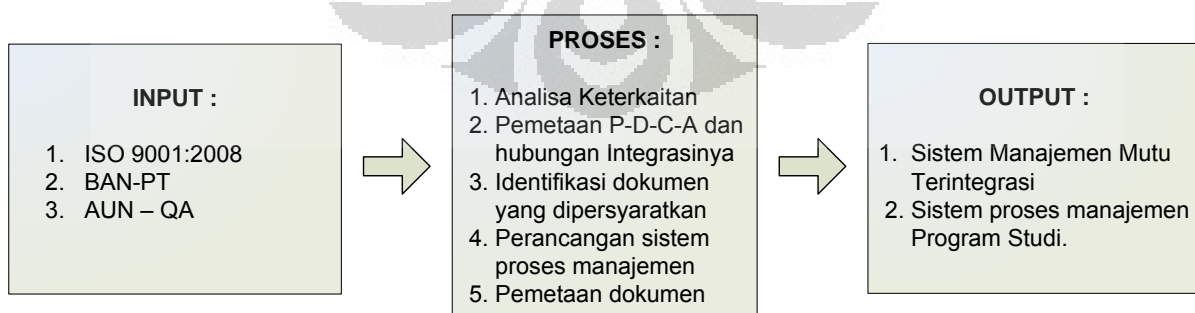 INPUT :
1. ISO 9001:2008
2. BAN-PT
3. AUN – QA
PROSES :
1. Analisa Keterkaitan
2. Pemetaan P-D-C-A dan
hubungan Integrasinya
3. Identifikasi dokumen
yang dipersyaratkan
4. Perancangan sistem
proses manajemen
5. Pemetaan dokumen
OUTPUT :
1. Sistem Manajemen Mutu
Terintegrasi
2. Sistem proses manajemen
Program Studi.